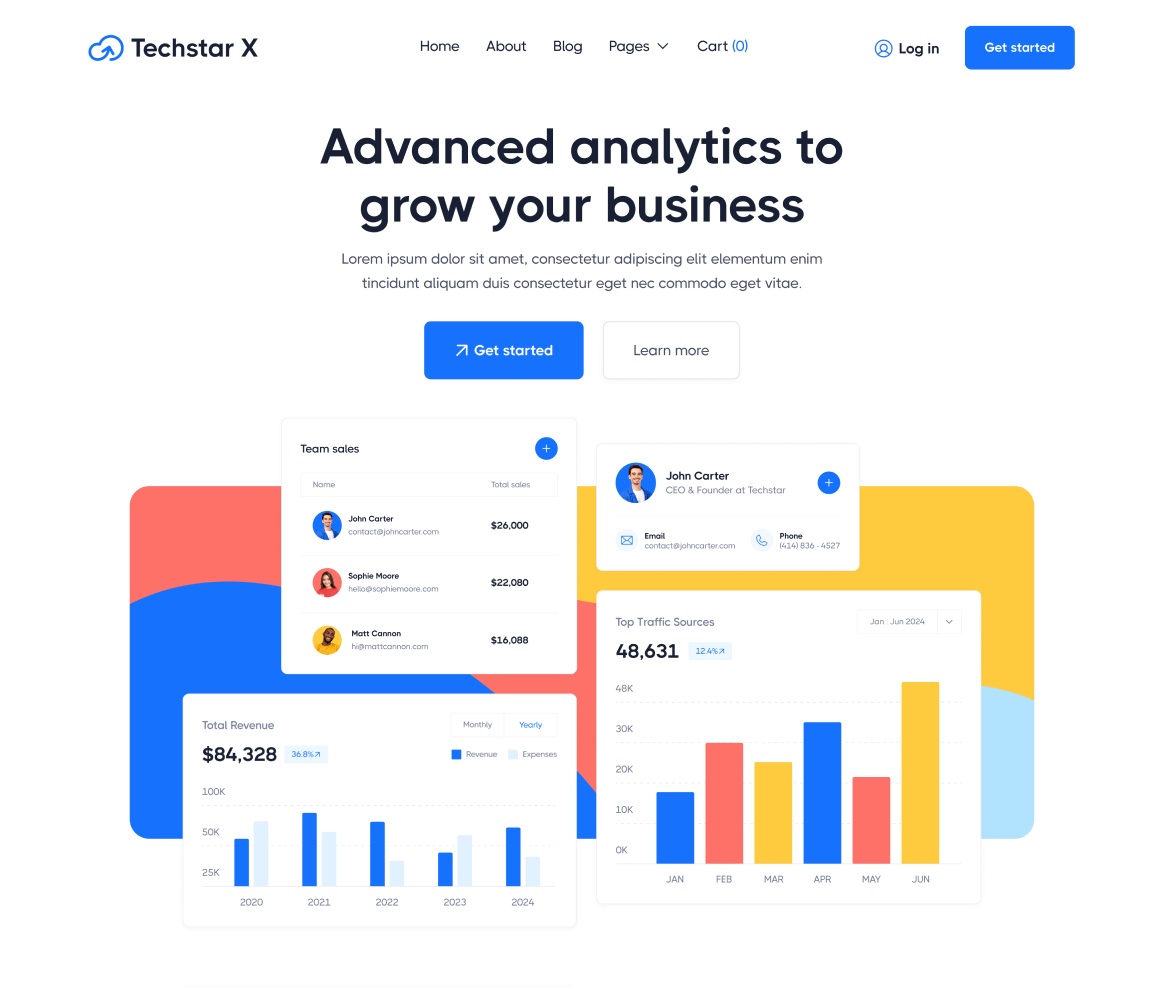 Techstar X
Home About Blog Pages Cart (0)
Log in
Get started
Advanced analytics to
grow your business
Lorem ipsum dolor sit amet, consectetur adipiscing elit elementum enim
tincidunt aliquam duis consectetur eget nec commodo eget vitae.
Get started
Learn more
Team sales
Name Total sales
John Carter
contact@johncarter.com
$26,000
Sophie Moore
hello@sophiemoore.com
$22,080
Matt Cannon
hi@mattcannon.com
$16,088
John Carter
CEO & Founder at Techstar
Email
contact@johncarter.com
Phone
(414) 836 - 4527
Total Revenue
Monthly Yearly
$84,328 36.8%
Revenue Expenses
100K
50K
25K
2020 2021 2022 2023 2024
Top Traffic Sources
Jan | Jun 2024
48,631 12.4%
48K
30K
20K
10K
0K
JAN FEB MAR APR MAY JUN